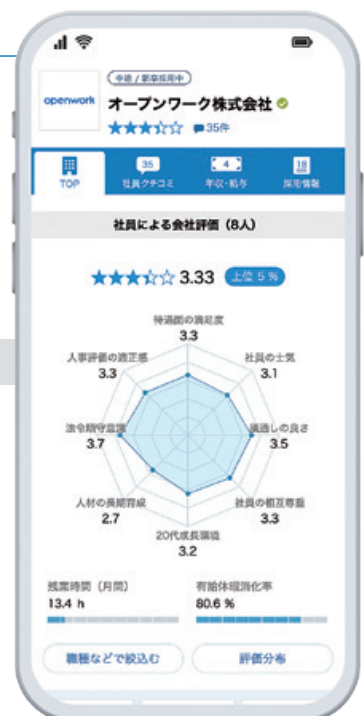 中途 / 新卒採用中
openwork
オープンワーク株式会社
35件
35
4
18
TOP
社員クチコミ
年収・給与
採用情報
社員による会社評価（8人）
3.33
上位 5 %
待遇面の満足度
3.3
人事評価の適正感
3.3
社員の士気
3.1
法令順守意識
3.7
風通しの良さ
3.5
人材の長期育成
2.7
社員の相互尊重
3.3
20代成長環境
3.2
残業時間（月間）
有給休暇消化率
13.4 h
80.6 %
職種などで絞込む
評価分布